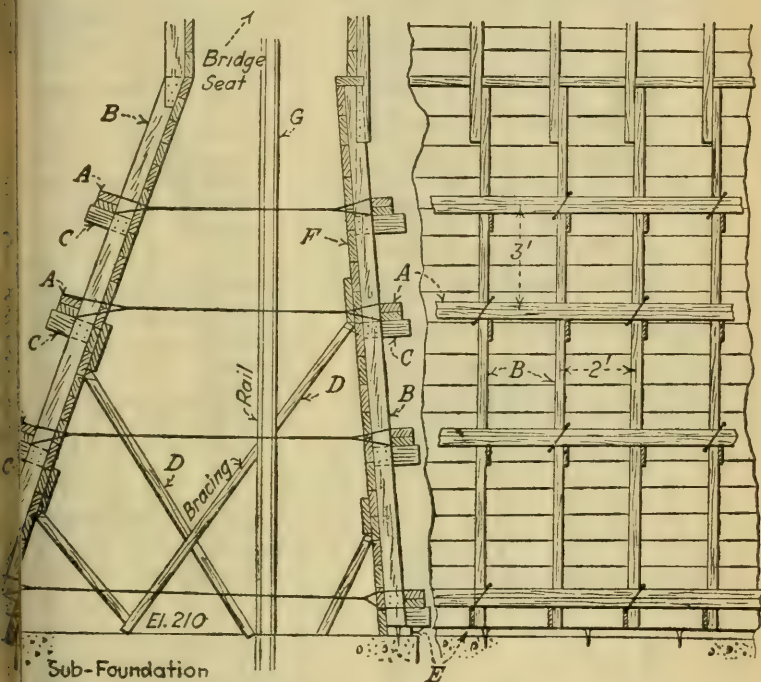 Bridge
Seat
G
B
A
C
F
3'
A
A
C
C
B
B
2'
Rail
D
D
Bracing
C
El. 210
E
Sub-Foundation